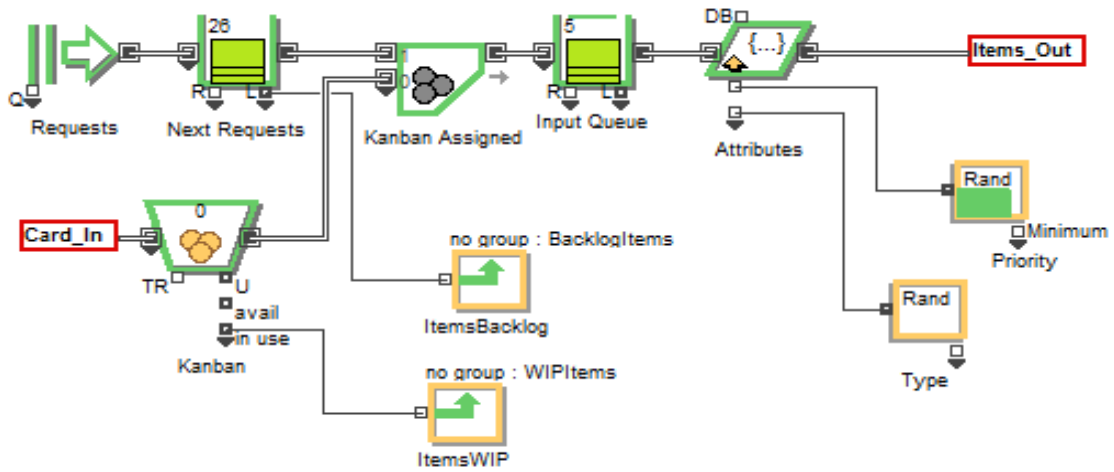 26
5
DB
{...}
Items_Out
1
0
Q
R
L
R
L
Requests
Next Requests
Kanban Assigned
Input Queue
Attributes
Rand
Minimum
Priority
Card_In
0
TR
U
avail
in use
Kanban
no group : BacklogItems
ItemsBacklog
Rand
Type
no group : WIPItems
ItemsWIP